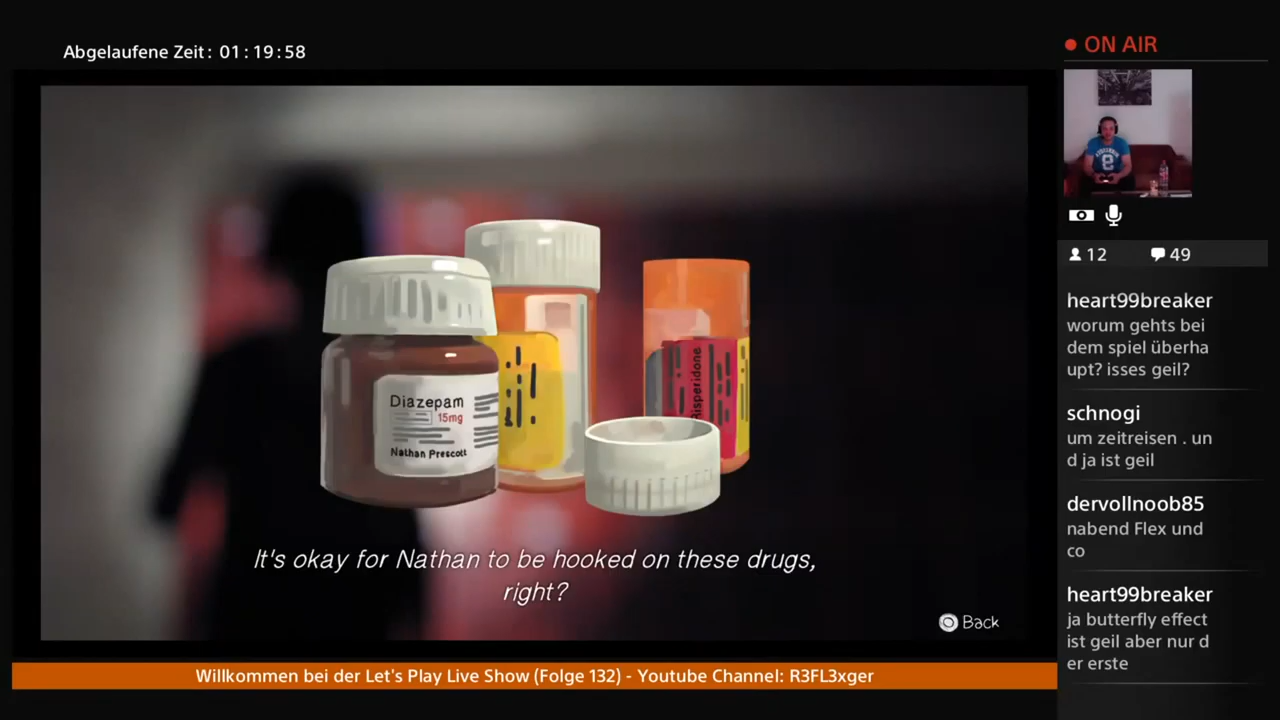 Abgelaufene Zeit: 01:19:58
ON AIR
12
49
heart99breaker
worum gehts bei
dem spiel überha
upt? isses geil?
schnogi
um zeitreisen . un
d ja ist geil
dervollnoob85
nabend Flex und
co
heart99breaker
ja butterfly effect
ist geil aber nur d
er erste
Diazepam
15mg
Nathan Prescott
Risperidone
It's okay for Nathan to be hooked on these drugs,
right?
Back
Willkommen bei der Let's Play Live Show (Folge 132) - Youtube Channel: R3FL3xger